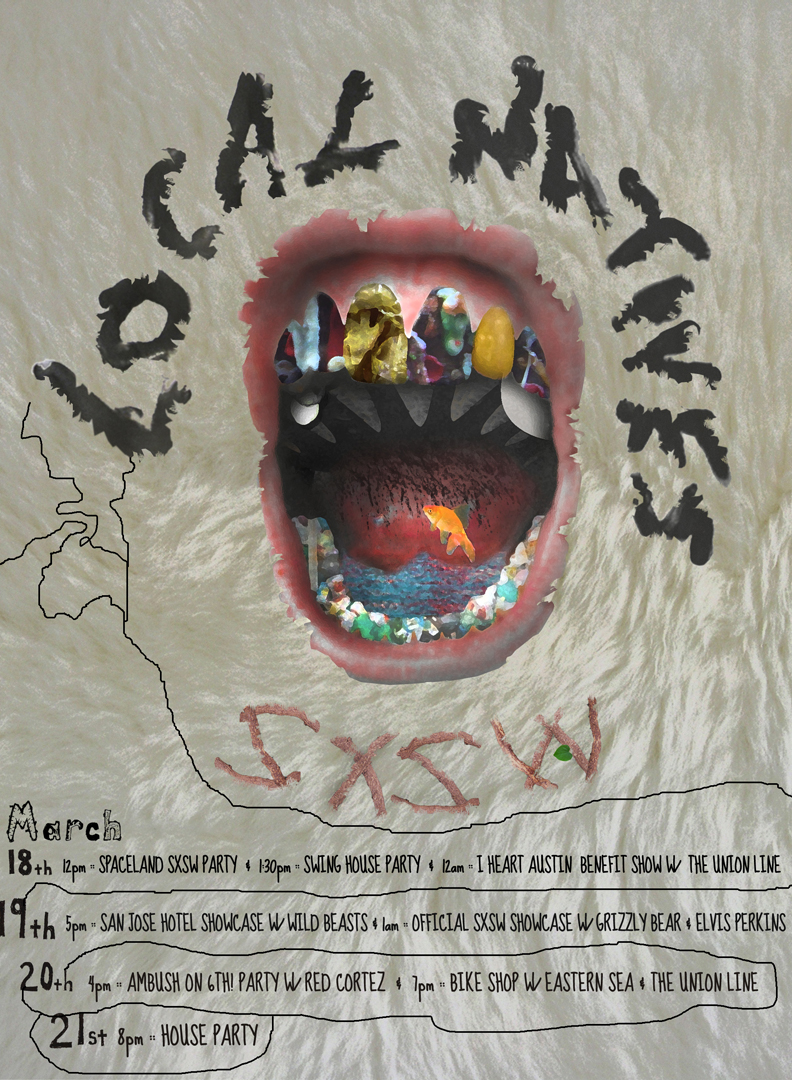 LOCAL NATIVES
SXSW
March
18th 12pm :: SPACELAND SXSW PARTY & 1:30pm :: SWING HOUSE PARTY & 12am :: I HEART AUSTIN BENEFIT SHOW W/ THE UNION LINE
19th 5pm :: SAN JOSE HOTEL SHOWCASE W/ WILD BEASTS & 1am :: OFFICIAL SXSW SHOWCASE W/ GRIZZLY BEAR & ELVIS PERKINS
20th 4pm :: AMBUSH ON 6TH! PARTY W/ RED CORTEZ & 7pm :: BIKE SHOP W/ EASTERN SEA & THE UNION LINE
21st 8pm :: HOUSE PARTY